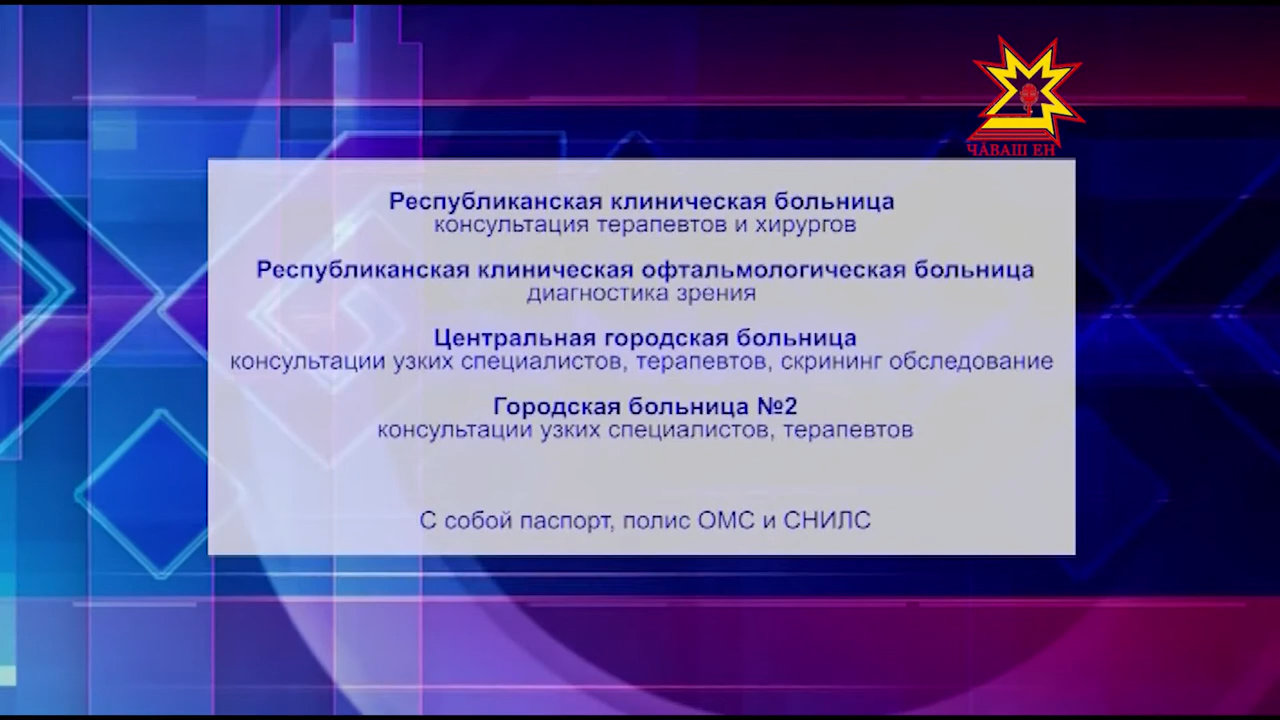 ЧӐВАШ ЕН
Республиканская клиническая больница
консультация терапевтов и хирургов
Республиканская клиническая офтальмологическая больница
диагностика зрения
Центральная городская больница
консультации узких специалистов, терапевтов, скрининг обследование
Городская больница №2
консультации узких специалистов, терапевтов
С собой паспорт, полис ОМС и СНИЛС